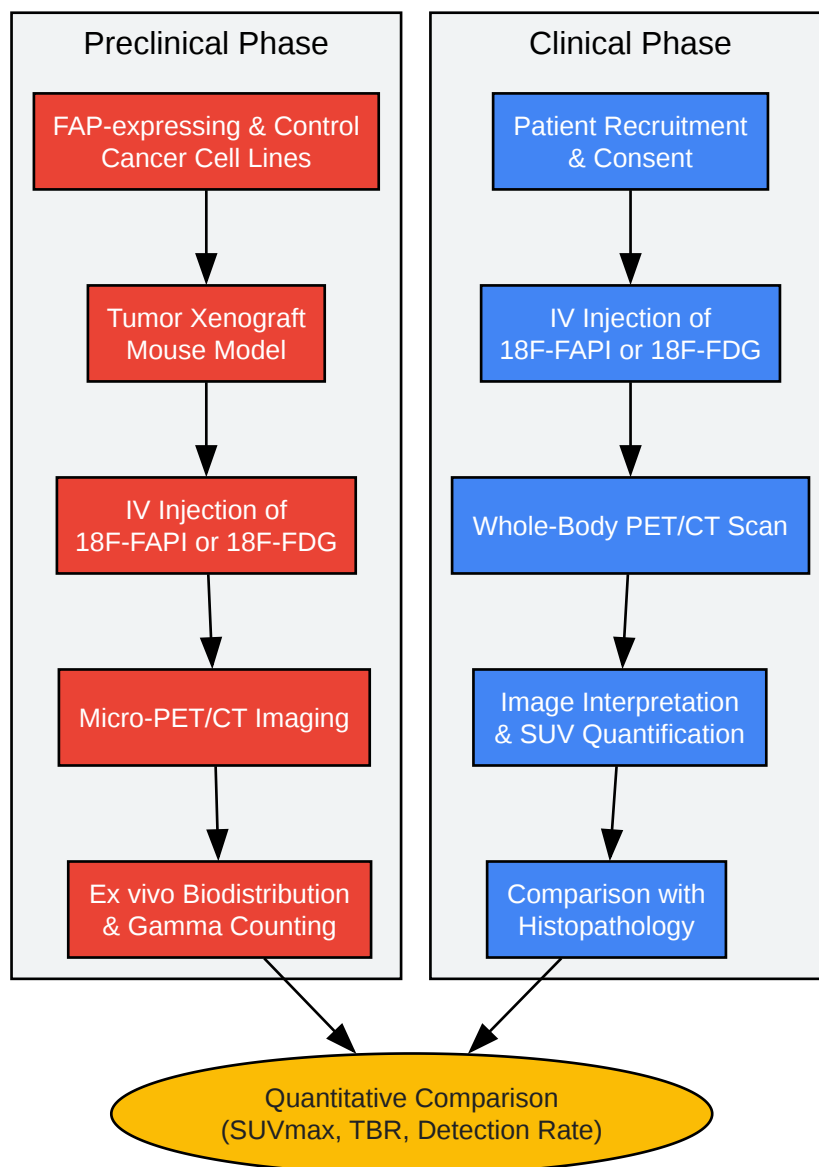 Preclinical Phase
FAP-expressing & Control
Cancer Cell Lines
Tumor Xenograft
Mouse Model
IV Injection of
18F-FAPI or 18F-FDG
Micro-PET/CT Imaging
Ex vivo Biodistribution
& Gamma Counting
Clinical Phase
Patient Recruitment
& Consent
IV Injection of
18F-FAPI or 18F-FDG
Whole-Body PET/CT Scan
Image Interpretation
& SUV Quantification
Comparison with
Histopathology
Quantitative Comparison
(SUVmax, TBR, Detection Rate)